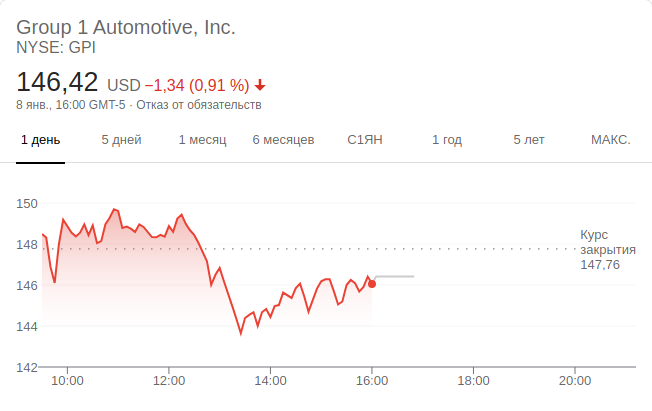 Group 1 Automotive, Inc.
NYSE: GPI
146,42 USD −1,34 (0,91 %)
8 янв., 16:00 GMT-5 · Отказ от обязательств
1 день 5 дней 1 месяц 6 месяцев С1ЯН 1 год 5 лет МАКС.
150
148
146
144
142
Курс
закрытия
147,76
10:00 12:00 14:00 16:00 18:00 20:00